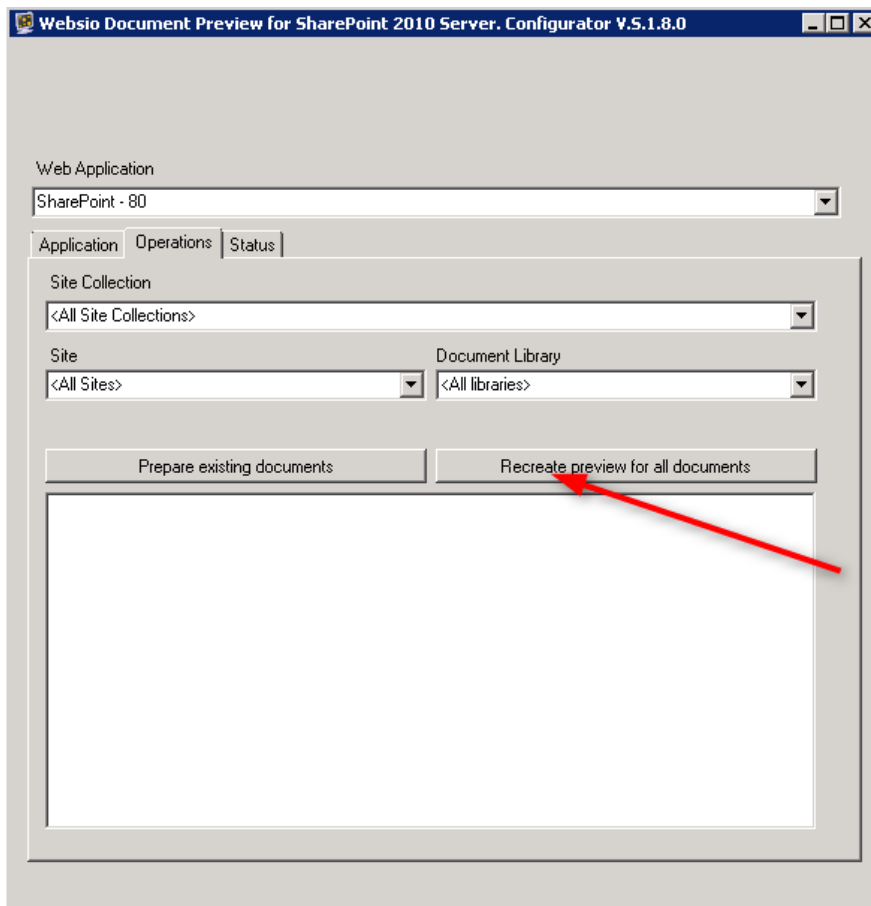 Websio Document Preview for SharePoint 2010 Server. Configurator V.5.1.8.0
Web Application
SharePoint - 80
Application Operations Status
Site Collection
<All Site Collections>
Site Document Library
<All Sites> <All libraries>
Prepare existing documents Recreate preview for all documents